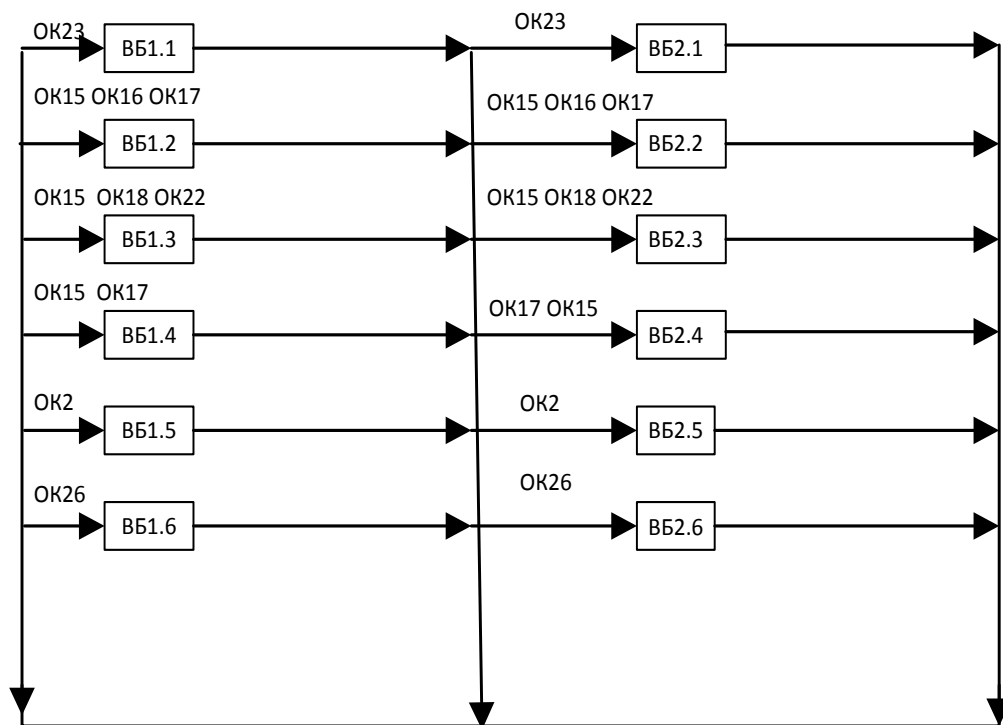 ОК23
ВБ1.1
ОК23
ВБ2.1
ОК15 ОК16 ОК17
ВБ1.2
ОК15 ОК16 ОК17
ВБ2.2
ОК15 ОК18 ОК22
ВБ1.3
ОК15 ОК18 ОК22
ВБ2.3
ОК15 ОК17
ВБ1.4
ОК17 ОК15
ВБ2.4
ОК2
ВБ1.5
ОК2
ВБ2.5
ОК26
ВБ1.6
ОК26
ВБ2.6